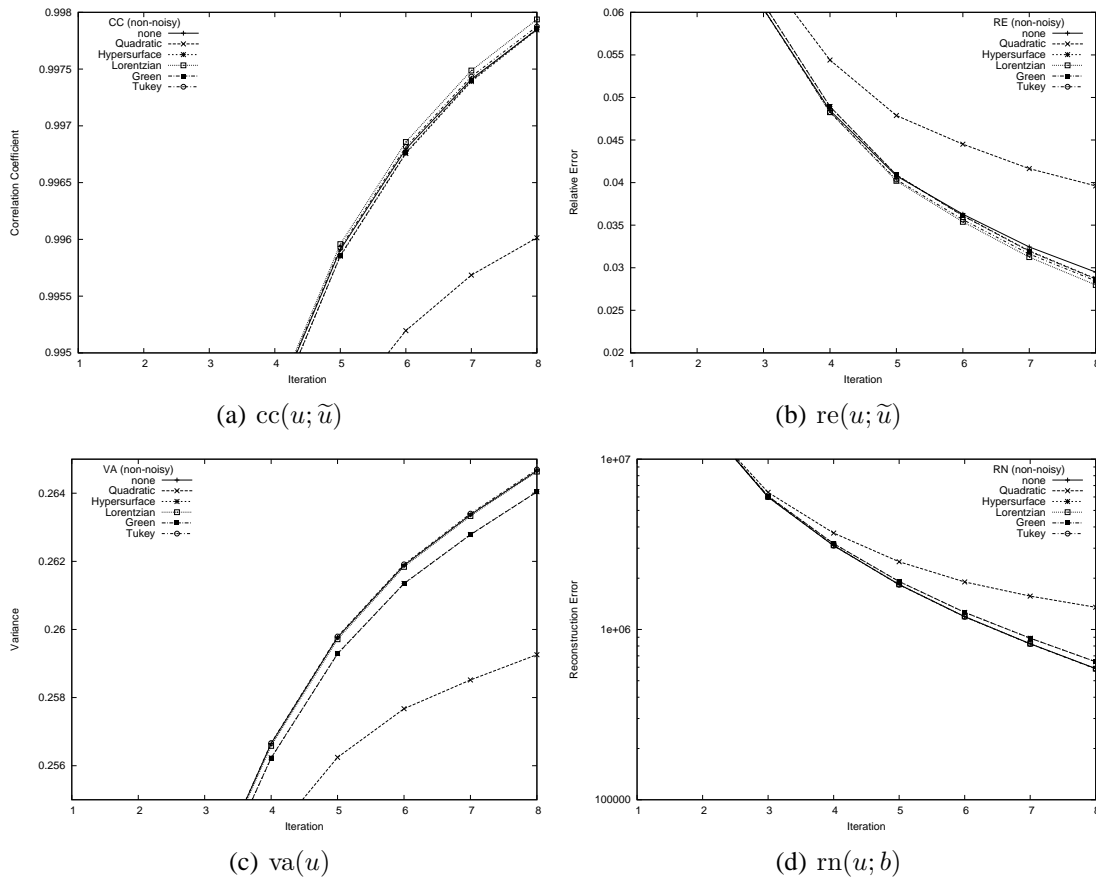 0.998
0.9975
0.997
0.9965
0.996
0.9955
0.995
1 2 3 4 5 6 7 8
Correlation Coefficient
Iteration
CC (non-noisy)
none
Quadratic
Hypersurface
Lorentzian
Green
Tukey
(a) cc(u; ũ)
0.06
0.055
0.05
0.045
0.04
0.035
0.03
0.025
0.02
1 2 3 4 5 6 7 8
Relative Error
Iteration
RE (non-noisy)
none
Quadratic
Hypersurface
Lorentzian
Green
Tukey
(b) re(u; ũ)
0.264
0.262
0.26
0.258
0.256
1 2 3 4 5 6 7 8
Variance
Iteration
VA (non-noisy)
none
Quadratic
Hypersurface
Lorentzian
Green
Tukey
(c) va(u)
1e+07
1e+06
100000
1 2 3 4 5 6 7 8
Reconstruction Error
Iteration
RN (non-noisy)
none
Quadratic
Hypersurface
Lorentzian
Green
Tukey
(d) rn(u; b)